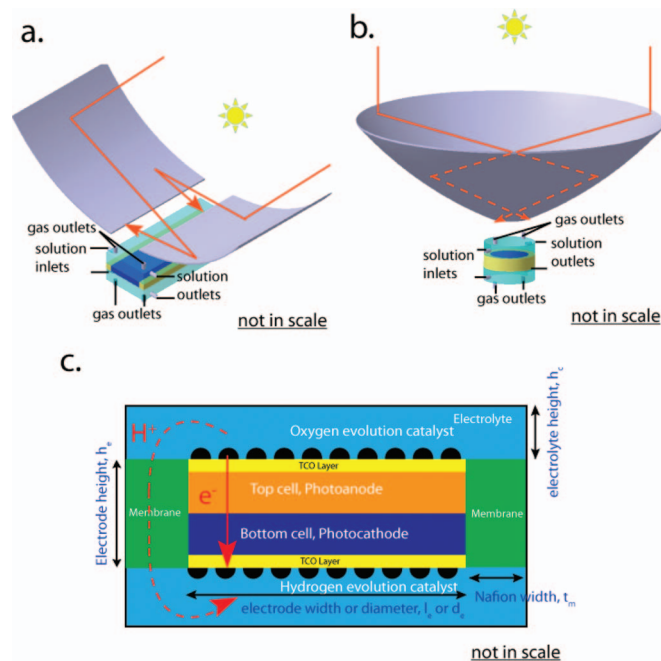 a.
gas outlets
solution
inlets
solution
outlets
gas outlets
not in scale
b.
gas outlets
solution
solution
inlets
outlets
gas outlets
not in scale
c.
Electrolyte
H+
Oxygen evolution catalyst
electrolyte height, hc
Electrode height, he
TCO Layer
Top cell, Photoanode
e-
Membrane
Membrane
Bottom cell, Photocathode
TCO Layer
Hydrogen evolution catalyst
electrode width or diameter, le or de
Nafion width, tm
not in scale